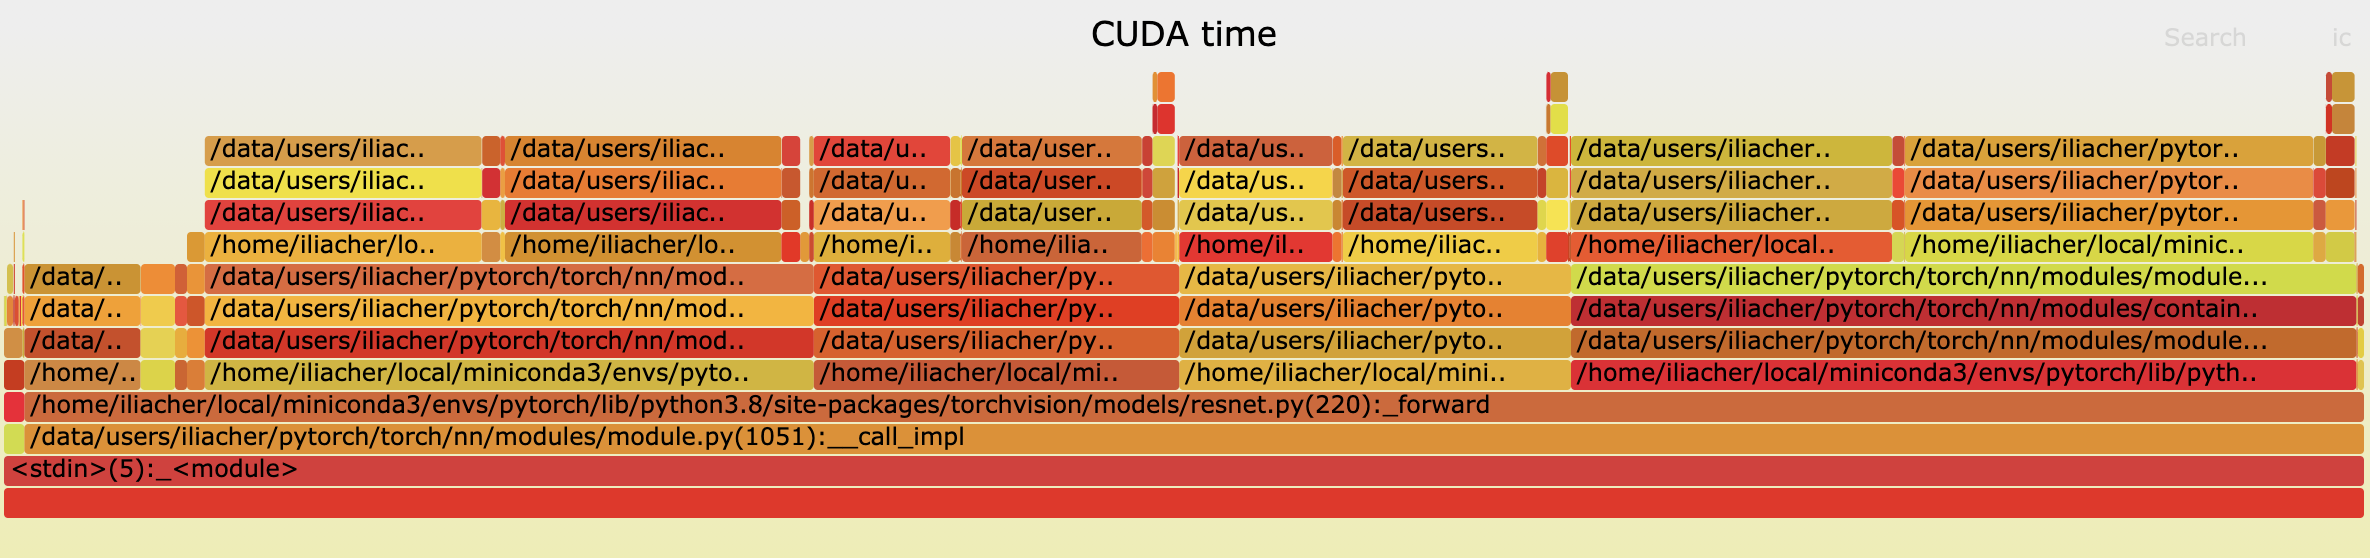 CUDA time
Search ic
/data/users/iliac.. /data/users/iliac.. /data/u.. /data/user.. /data/us.. /data/users.. /data/users/iliacher.. /data/users/iliacher/pytor..
/data/users/iliac.. /data/users/iliac.. /data/u.. /data/user.. /data/us.. /data/users.. /data/users/iliacher.. /data/users/iliacher/pytor..
/data/users/iliac.. /data/users/iliac.. /data/u.. /data/user.. /data/us.. /data/users.. /data/users/iliacher.. /data/users/iliacher/pytor..
/home/iliacher/lo.. /home/iliacher/lo.. /home/i.. /home/ilia.. /home/il.. /home/iliac.. /home/iliacher/local.. /home/iliacher/local/minic..
/data/.. /data/users/iliacher/pytorch/torch/nn/mod.. /data/users/iliacher/py.. /data/users/iliacher/pyto.. /data/users/iliacher/pytorch/torch/nn/modules/module...
/data/.. /data/users/iliacher/pytorch/torch/nn/mod.. /data/users/iliacher/py.. /data/users/iliacher/pyto.. /data/users/iliacher/pytorch/torch/nn/modules/contain..
/data/.. /data/users/iliacher/pytorch/torch/nn/mod.. /data/users/iliacher/py.. /data/users/iliacher/pyto.. /data/users/iliacher/pytorch/torch/nn/modules/module...
/home/.. /home/iliacher/local/miniconda3/envs/pyto.. /home/iliacher/local/mi.. /home/iliacher/local/mini.. /home/iliacher/local/miniconda3/envs/pytorch/lib/pyth..
/home/iliacher/local/miniconda3/envs/pytorch/lib/python3.8/site-packages/torchvision/models/resnet.py(220):_forward
/data/users/iliacher/pytorch/torch/nn/modules/module.py(1051):__call_impl
<stdin>(5):_<module>